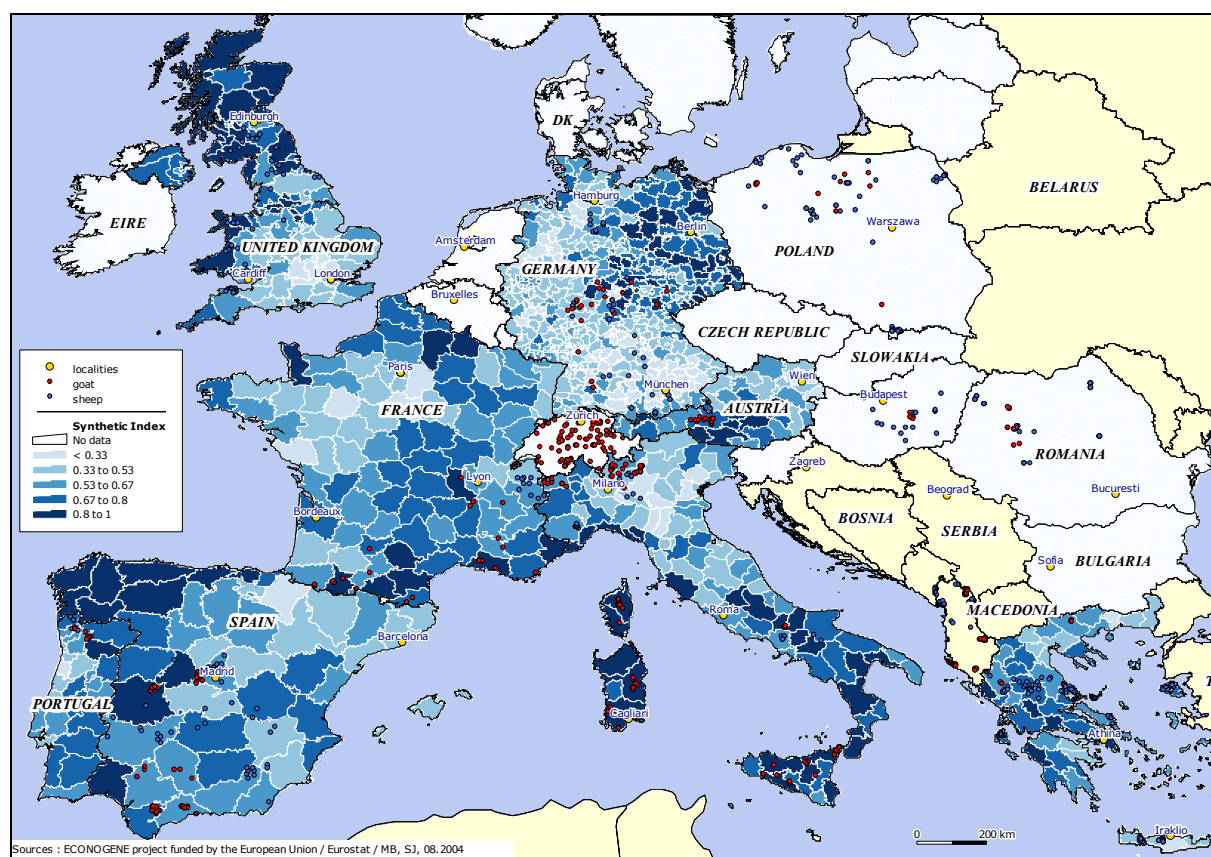 Edinburgh
DK
EIRE
Hamburg
BELARUS
UNITED KINGDOM
Amsterdam
Berlin
Warszawa
POLAND
Cardiff
London
GERMANY
Bruxelles
CZECH REPUBLIC
SLOWAKIA
Paris
München
Wien
Budapest
FRANCE
AUSTRIA
Zürich
ROMANIA
Lyon
Milano
Zagreb
Beograd
Bucuresti
Bordeaux
BOSNIA
SERBIA
Sofia
BULGARIA
SPAIN
Roma
MACEDONIA
Barcelona
Madrid
PORTUGAL
Cagliari
T
Athina
Iraklio
localities
goat
sheep
Synthetic Index
No data
< 0.33
0.33 to 0.53
0.53 to 0.67
0.67 to 0.8
0.8 to 1
0 200 km
Sources : ECONOGENE project funded by the European Union / Eurostat / MB, SJ, 08.2004